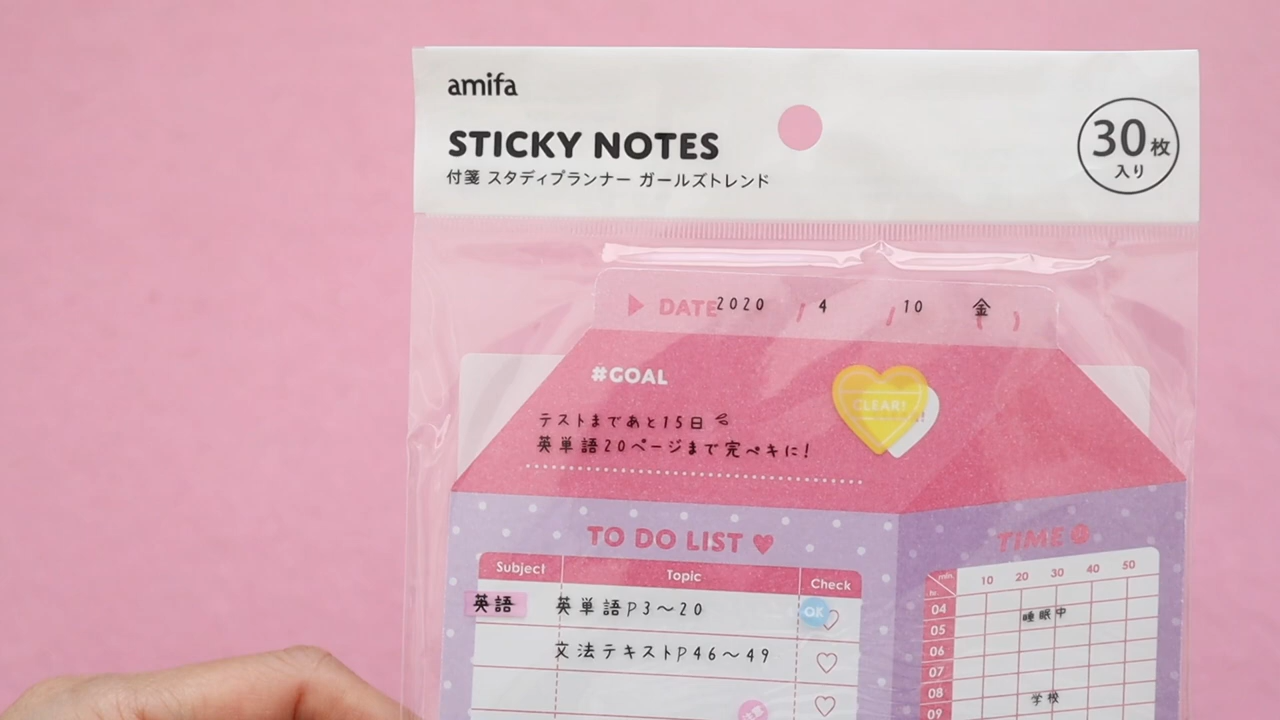 amifa
STICKY NOTES
付箋 スタディプランナー ガールズトレンド
30枚
入り
DATE 2020 / 4 / 10 ( 金 )
#GOAL
CLEAR!
テストまであと15日
英単語20ページまで完ペキに!
TO DO LIST
Subject Topic Check
英語 英単語P3〜20 OK
文法テキストP46〜49
TIME
min. 10 20 30 40 50
hr
04 睡眠中
05
06
07
08 学校
09